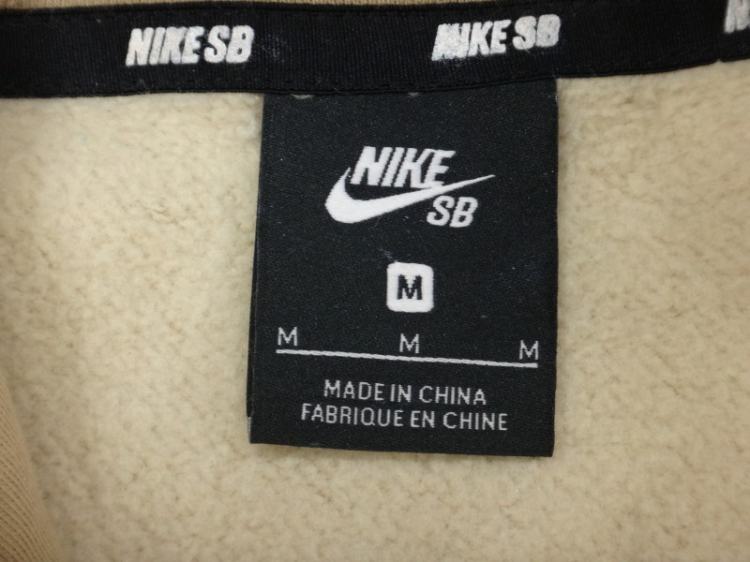 NIKE SB NIKE SB N
NIKE
SB
M
M M M
MADE IN CHINA
FABRIQUE EN CHINE